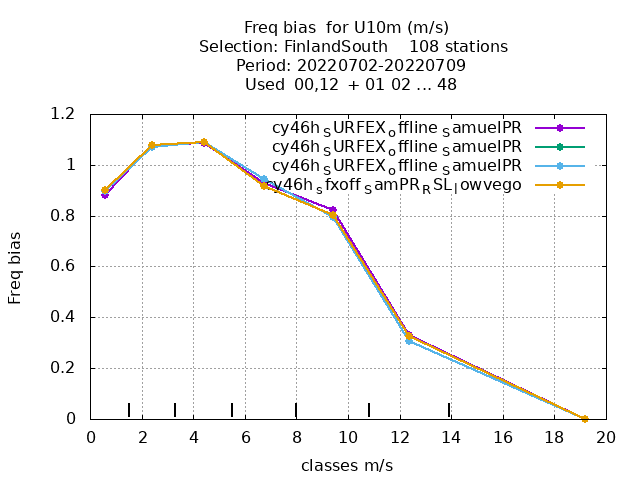 Freq bias  for U10m (m/s)
Selection: FinlandSouth    108 stations
Period: 20220702-20220709
Used  00,12  + 01 02 ... 48
cy46h_SURFEX_offline_SamuelPR
cy46h_SURFEX_offline_SamuelPR
cy46h_SURFEX_offline_SamuelPR
cy46h_sfxoff_SamPR_RSL_lowvego
1.2
1
0.8
0.6
0.4
0.2
0
Freq bias
0 2 4 6 8 10 12 14 16 18 20
classes m/s